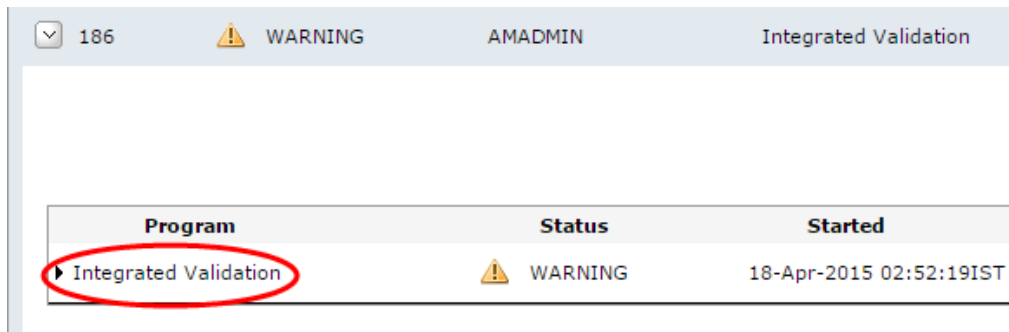 186 WARNING AMADMIN Integrated Validation
Program Status Started
Integrated Validation WARNING 18-Apr-2015 02:52:19IST